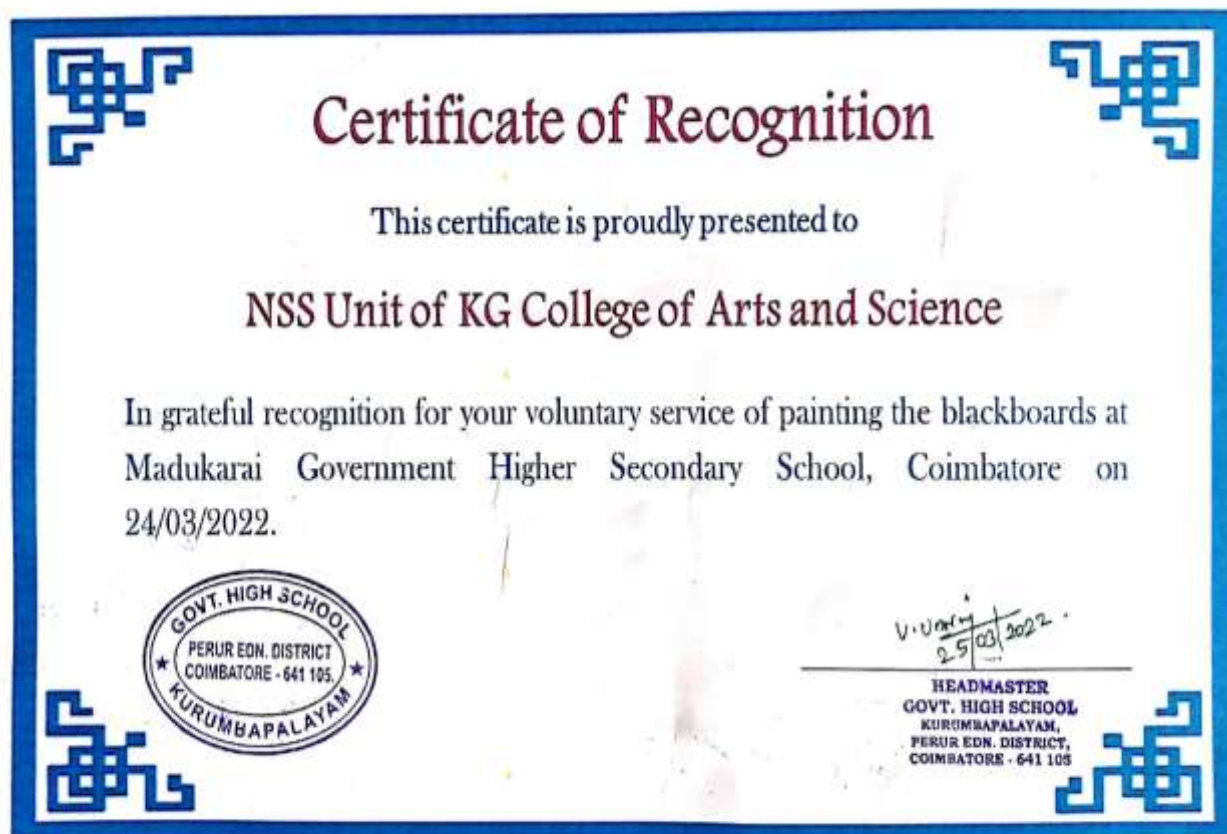 Certificate of Recognition
This certificate is proudly presented to
NSS Unit of KG College of Arts and Science
In grateful recognition for your voluntary service of painting the blackboards at
Madukarai Government Higher Secondary School, Coimbatore on
24/03/2022.
GOVT. HIGH SCHOOL
PERUR EDN. DISTRICT
COIMBATORE - 641 105.
KURUMBAPALAYAM
25/03/2022.
HEADMASTER
GOVT. HIGH SCHOOL
KURUMBAPALAYAM,
PERUR EDN. DISTRICT,
COIMBATORE - 641 105